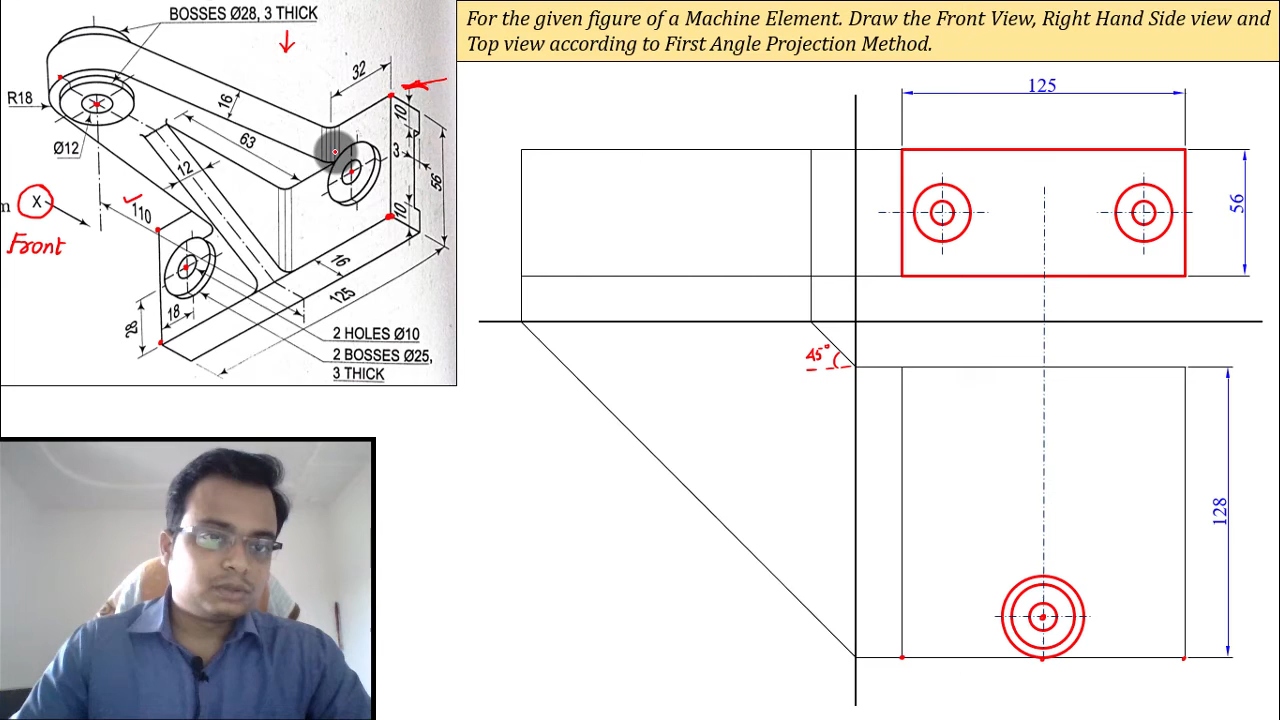 For the given figure of a Machine Element. Draw the Front View, Right Hand Side view and
Top view according to First Angle Projection Method.
BOSSES Ø28, 3 THICK
32
R18
16
10
Ø12
63
3
56
12
X
110
10
Front
16
125
18
28
2 HOLES Ø10
2 BOSSES Ø25,
3 THICK
125
56
45°
128